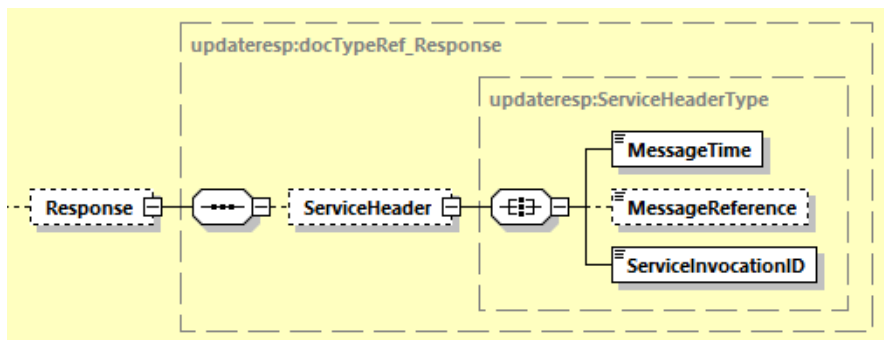 updateresp:docTypeRef_Response
updateresp:ServiceHeaderType
MessageTime
Response
ServiceHeader
MessageReference
ServiceInvocationID